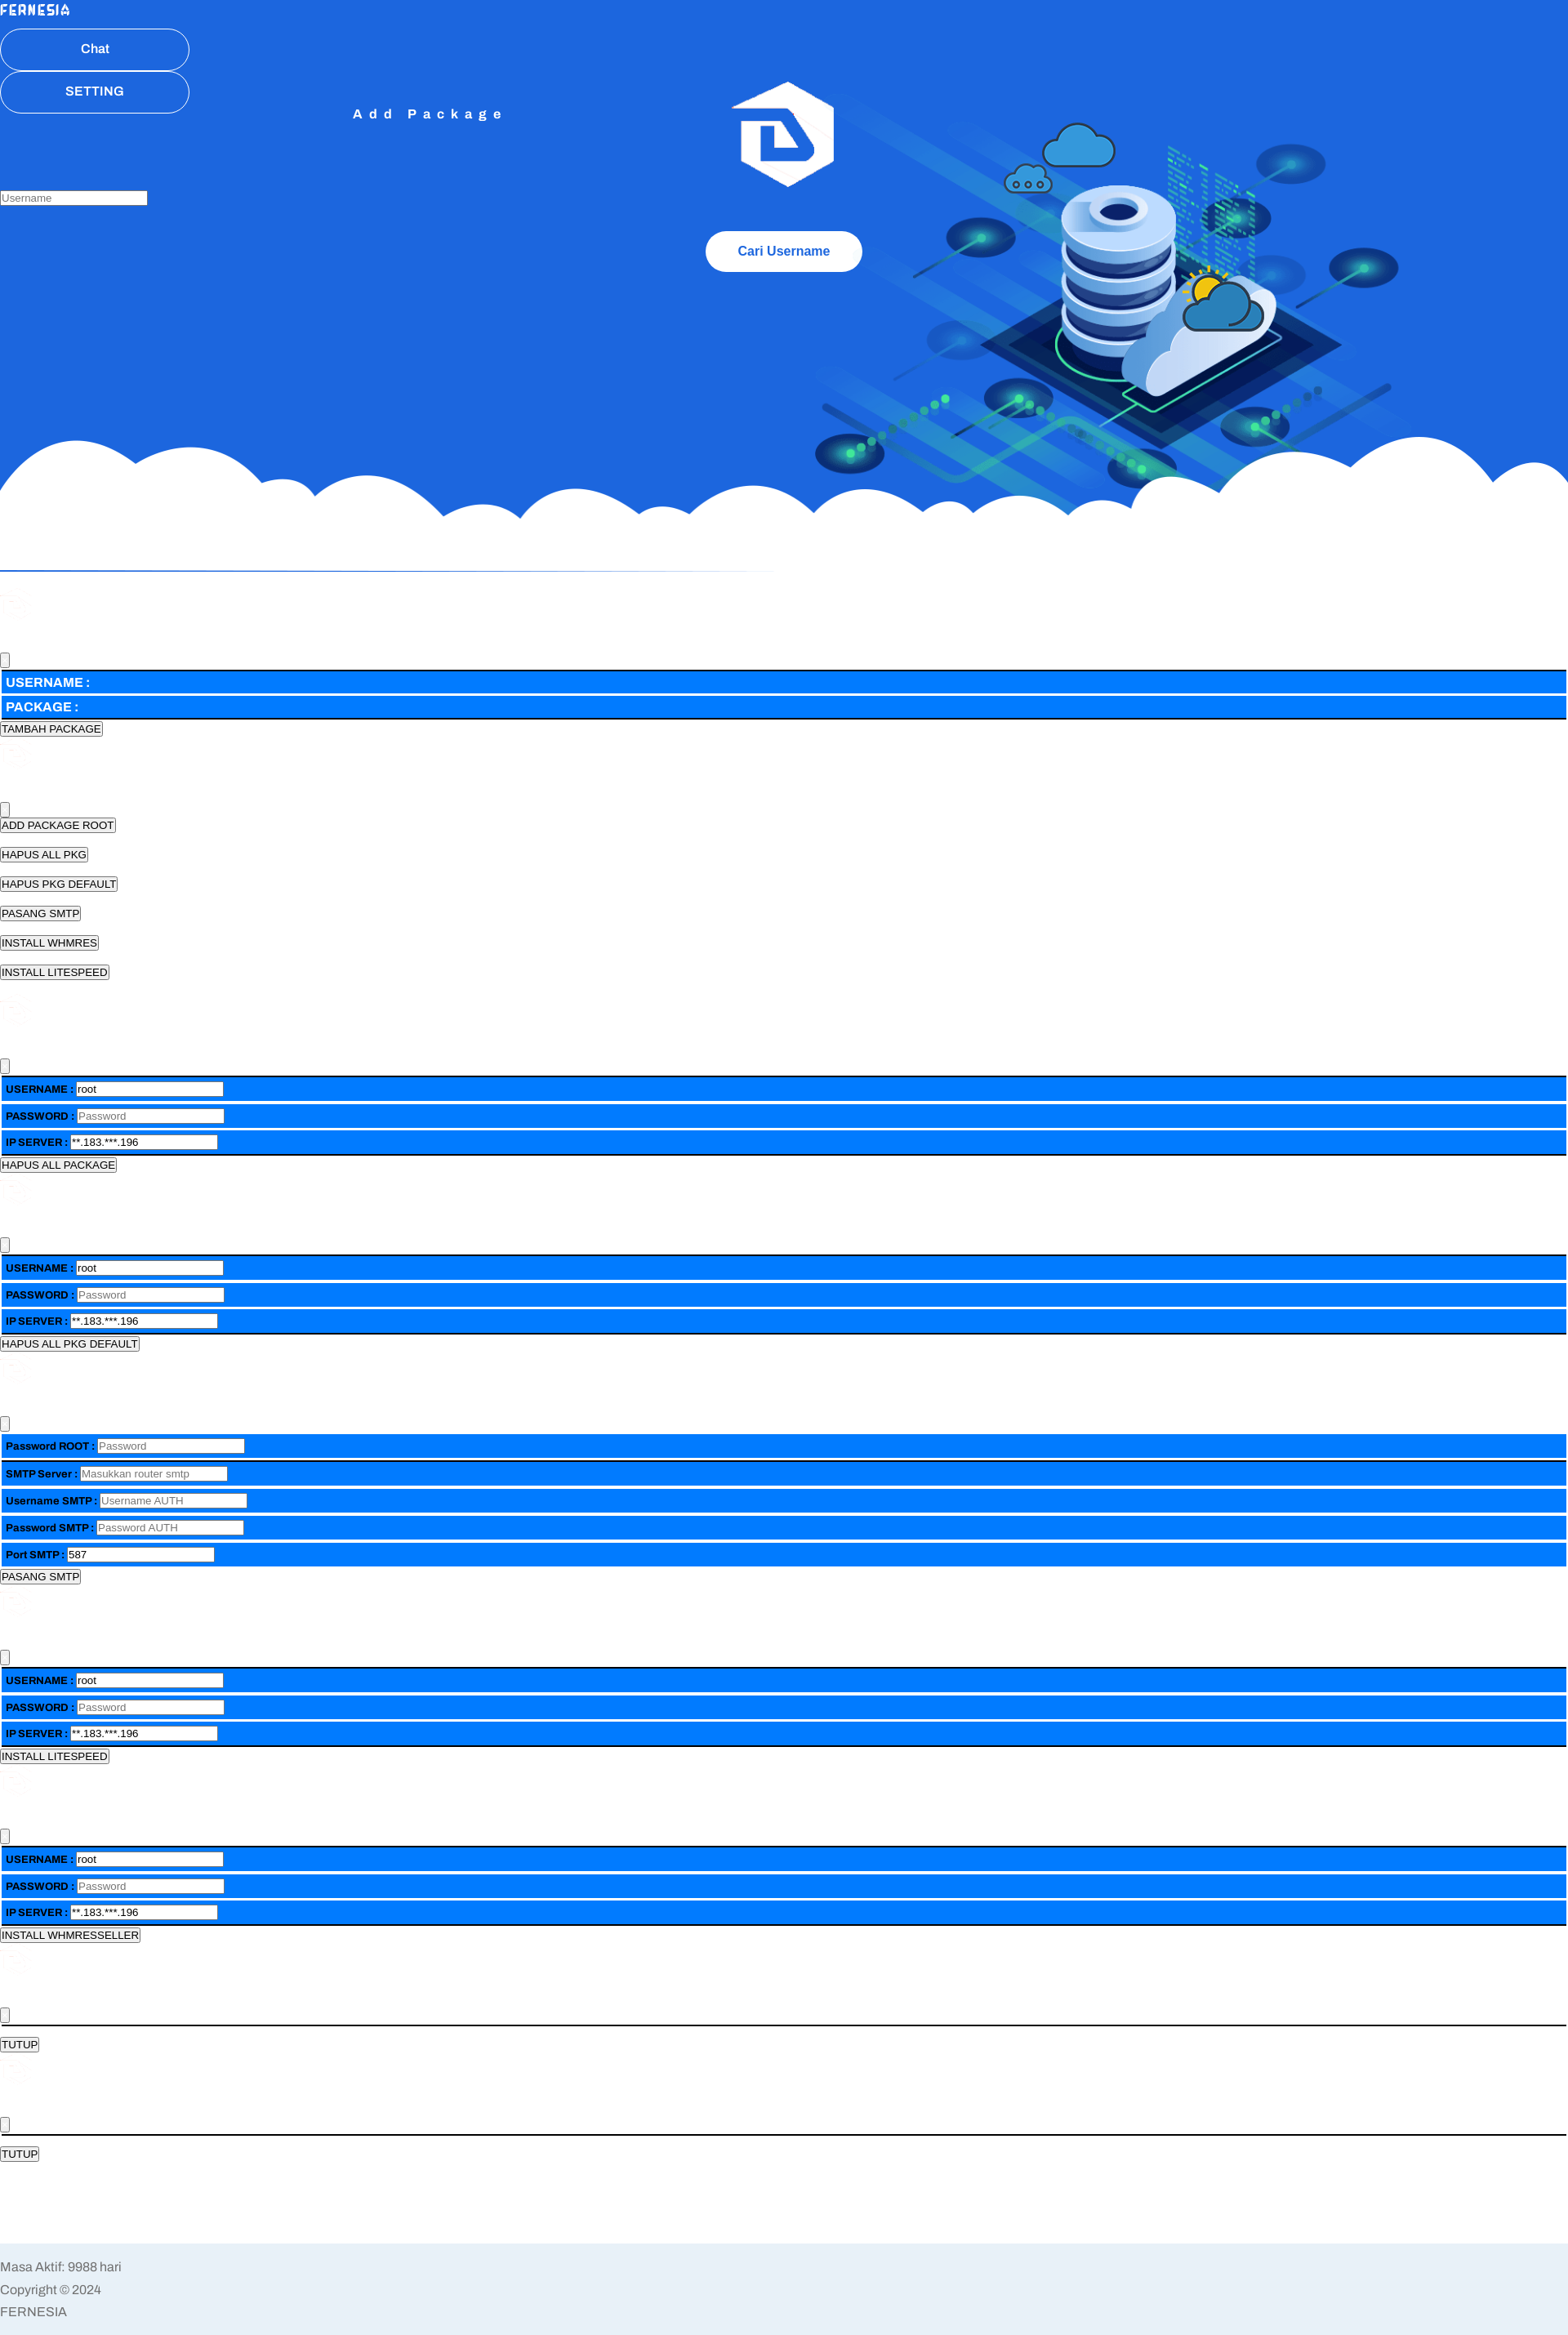 FERNESIA
Chat
SETTING
Add Package
Username
Cari Username
USERNAME :
PACKAGE :
TAMBAH PACKAGE
ADD PACKAGE ROOT
HAPUS ALL PKG
HAPUS PKG DEFAULT
PASANG SMTP
INSTALL WHMRES
INSTALL LITESPEED
USERNAME : root
PASSWORD : Password
IP SERVER : **.183.***.196
HAPUS ALL PACKAGE
USERNAME : root
PASSWORD : Password
IP SERVER : **.183.***.196
HAPUS ALL PKG DEFAULT
Password ROOT : Password
SMTP Server : Masukkan router smtp
Username SMTP : Username AUTH
Password SMTP : Password AUTH
Port SMTP : 587
PASANG SMTP
USERNAME : root
PASSWORD : Password
IP SERVER : **.183.***.196
INSTALL LITESPEED
USERNAME : root
PASSWORD : Password
IP SERVER : **.183.***.196
INSTALL WHMRESSELLER
TUTUP
TUTUP
Masa Aktif: 9988 hari
Copyright © 2024
FERNESIA